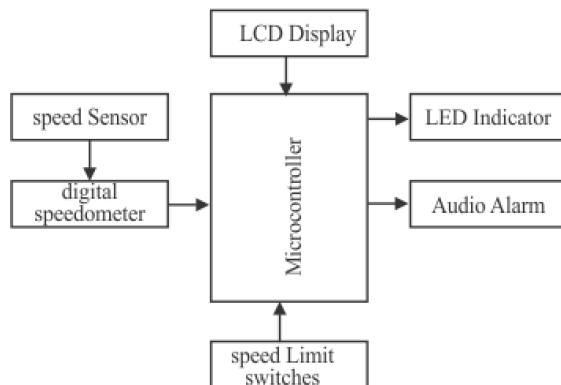 LCD Display
speed Sensor
LED Indicator
digital
speedometer
Microcontroller
Audio Alarm
speed Limit
switches